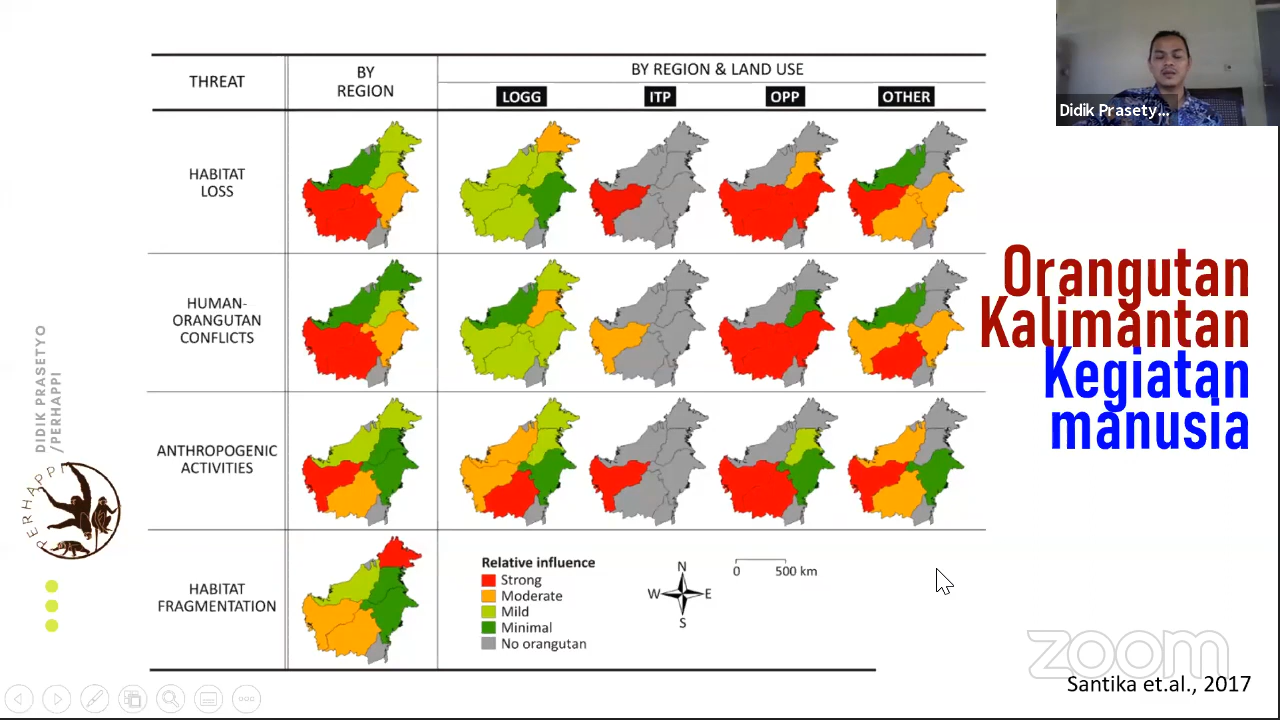 THREAT
BY
REGION
BY REGION & LAND USE
LOGG
ITP
OPP
OTHER
HABITAT
LOSS
HUMAN-
ORANGUTAN
CONFLICTS
ANTHROPOGENIC
ACTIVITIES
HABITAT
FRAGMENTATION
Relative influence
Strong
Moderate
Mild
Minimal
No orangutan
N
W
E
S
0
500 km
Didik Prasety...
Orangutan
Kalimantan
Kegiatan
manusia
DIDIK PRASETYO
/PERHAPPI
PERHAPPI
zoom
Santika et.al., 2017